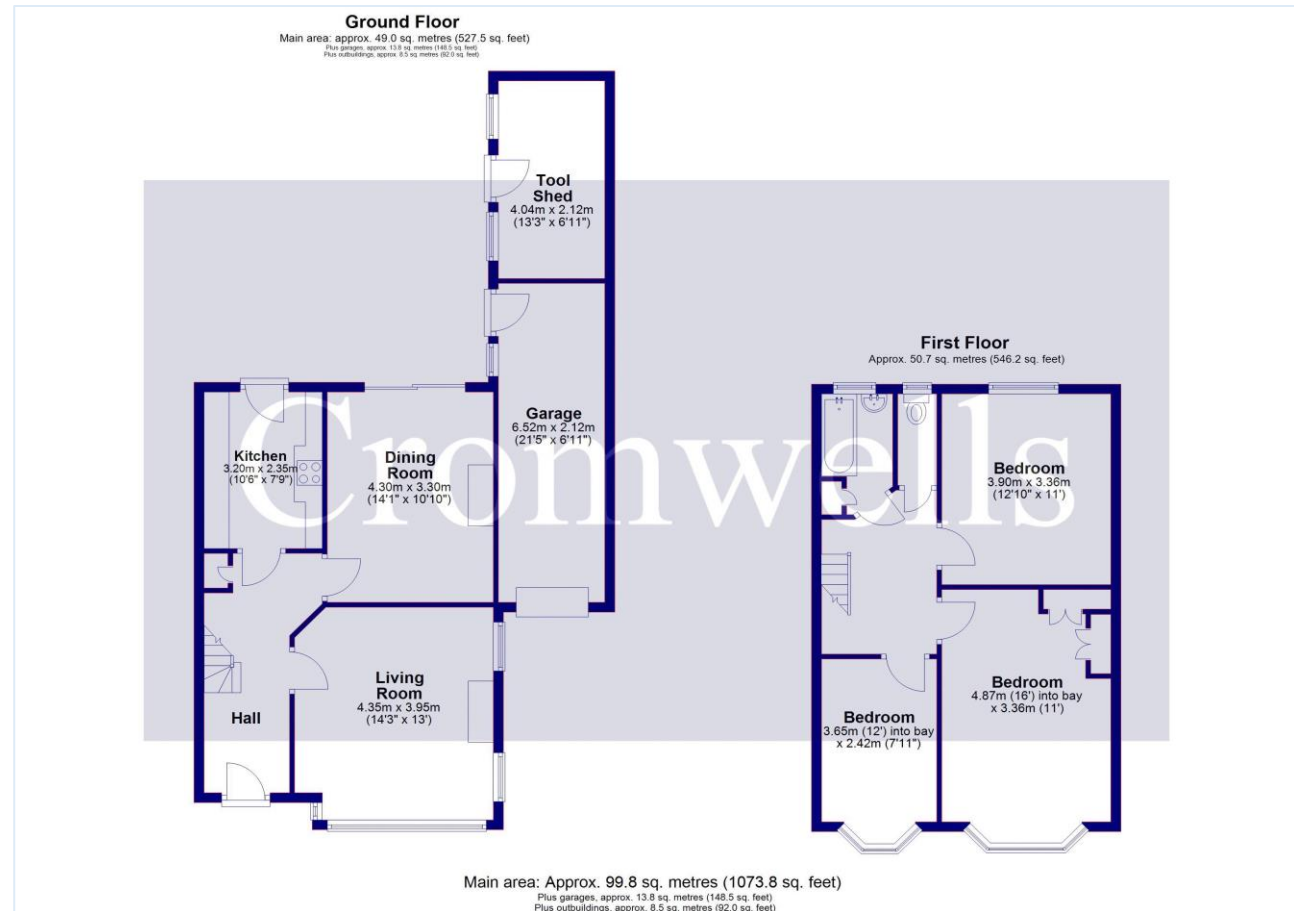 Ground Floor
Main area: approx. 49.0 sq. metres (527.5 sq. feet)
Plus garages, approx. 13.8 sq. metres (148.5 sq. feet)
Plus outbuildings, approx. 8.5 sq. metres (92.0 sq. feet)
Tool
Shed
4.04m x 2.12m
(13'3" x 6'11")
Garage
6.52m x 2.12m
(21'5" x 6'11")
Kitchen
3.20m x 2.35m
(10'6" x 7'9")
Dining
Room
4.30m x 3.30m
(14'1" x 10'10")
Living
Room
4.35m x 3.95m
(14'3" x 13')
Hall
Cromwells
First Floor
Approx. 50.7 sq. metres (546.2 sq. feet)
Bedroom
3.90m x 3.36m
(12'10" x 11')
Bedroom
4.87m (16') into bay
x 3.36m (11')
Bedroom
3.65m (12') into bay
x 2.42m (7'11")
Main area: Approx. 99.8 sq. metres (1073.8 sq. feet)
Plus garages, approx. 13.8 sq. metres (148.5 sq. feet)
Plus outbuildings, approx. 8.5 sq. metres (92.0 sq. feet)